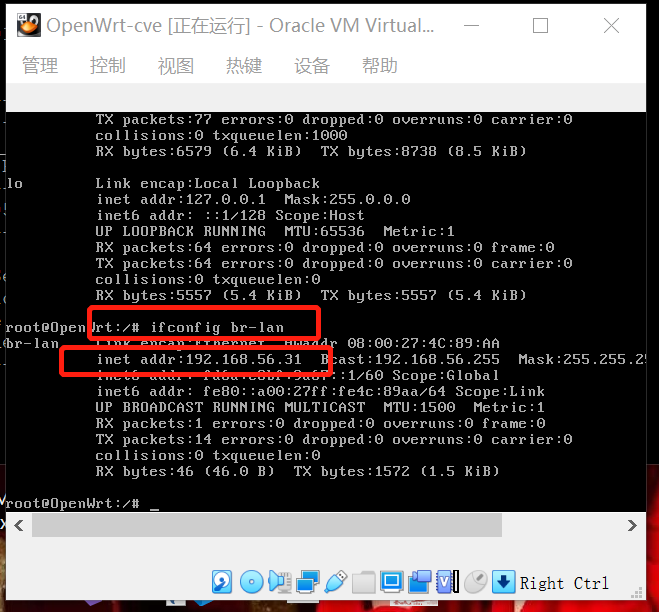 OpenWrt-cve [正在运行] - Oracle VM Virtual...
管理 控制 视图 热键 设备 帮助
TX packets:77 errors:0 dropped:0 overruns:0 carrier:0
collisions:0 txqueuelen:1000
RX bytes:6579 (6.4 KiB)  TX bytes:8738 (8.5 KiB)
lo Link encap:Local Loopback
inet addr:127.0.0.1  Mask:255.0.0.0
inet6 addr: ::1/128 Scope:Host
UP LOOPBACK RUNNING  MTU:65536  Metric:1
RX packets:64 errors:0 dropped:0 overruns:0 frame:0
TX packets:64 errors:0 dropped:0 overruns:0 carrier:0
collisions:0 txqueuelen:0
RX bytes:5557 (5.4 KiB)  TX bytes:5557 (5.4 KiB)
root@OpenWrt:/# ifconfig br-lan
br-lan Link encap:Ethernet  HWaddr 08:00:27:4C:89:AA
inet addr:192.168.56.31  Bcast:192.168.56.255  Mask:255.255.25
inet6 addr: Scope:Global
inet6 addr: fe80::a00:27ff:fe4c:89aa/64 Scope:Link
UP BROADCAST RUNNING MULTICAST  MTU:1500  Metric:1
RX packets:1 errors:0 dropped:0 overruns:0 frame:0
TX packets:14 errors:0 dropped:0 overruns:0 carrier:0
collisions:0 txqueuelen:0
RX bytes:46 (46.0 B)  TX bytes:1572 (1.5 KiB)
root@OpenWrt:/# _
Right Ctrl